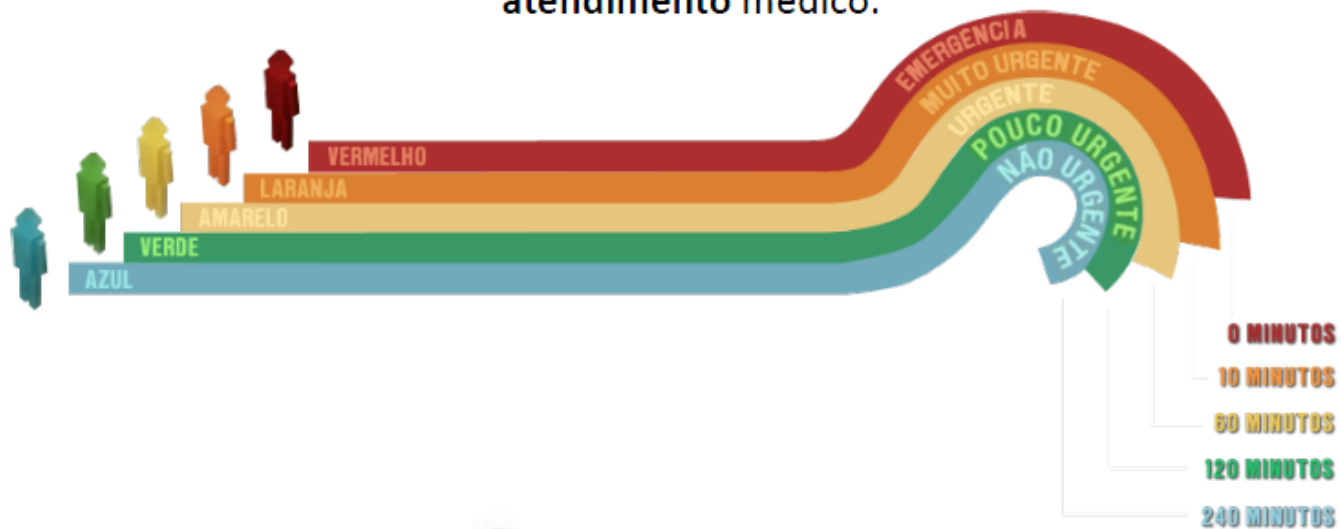 atendimento médico.
EMERGÊNCIA
MUITO URGENTE
URGENTE
POUCO URGENTE
NÃO URGENTE
VERMELHO
LARANJA
AMARELO
VERDE
AZUL
0 MINUTOS
10 MINUTOS
60 MINUTOS
120 MINUTOS
240 MINUTOS